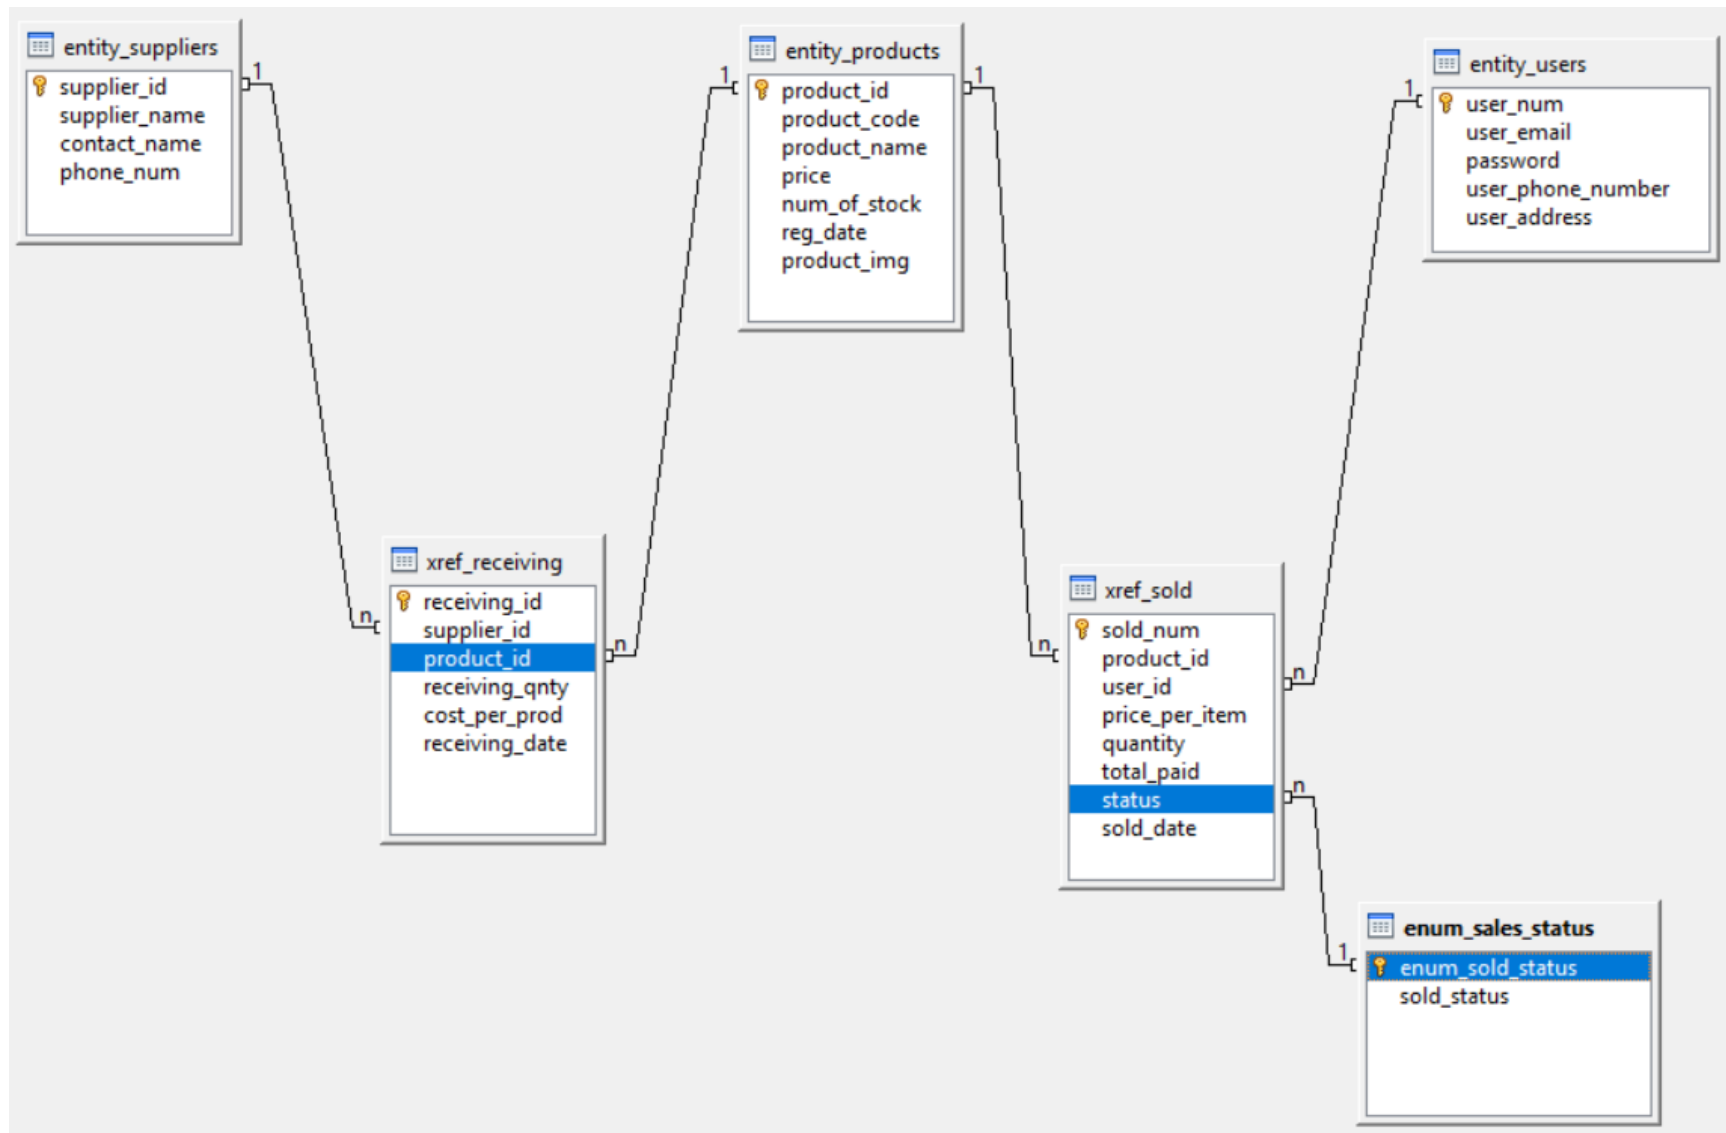 entity_suppliers
supplier_id
supplier_name
contact_name
phone_num
1
1
entity_products
product_id
product_code
product_name
price
num_of_stock
reg_date
product_img
1
1
entity_users
user_num
user_email
password
user_phone_number
user_address
n
xref_receiving
receiving_id
supplier_id
product_id
receiving_qnty
cost_per_prod
receiving_date
n
n
xref_sold
sold_num
product_id
user_id
price_per_item
quantity
total_paid
status
sold_date
n
n
1
enum_sales_status
enum_sold_status
sold_status